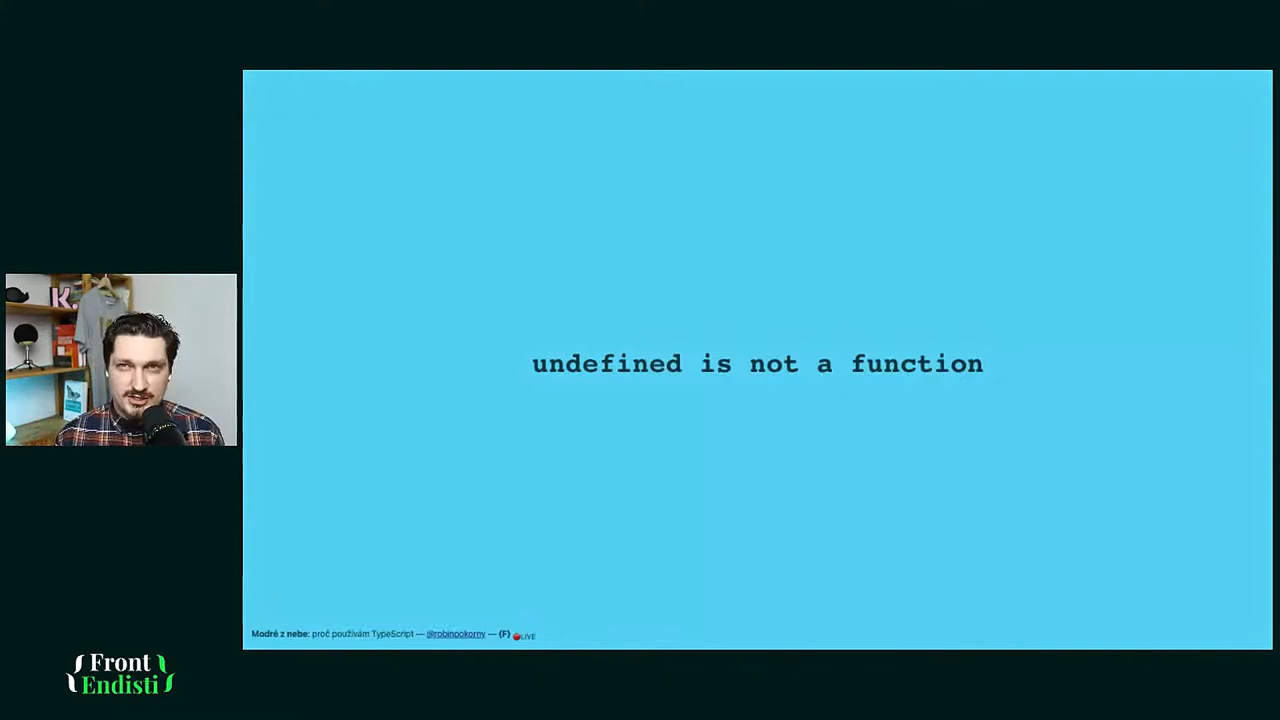 K.
undefined is not a function
Modré z nebe: proč používám TypeScript — @robinpokorny — {F} LIVE
{Front
Endisti}